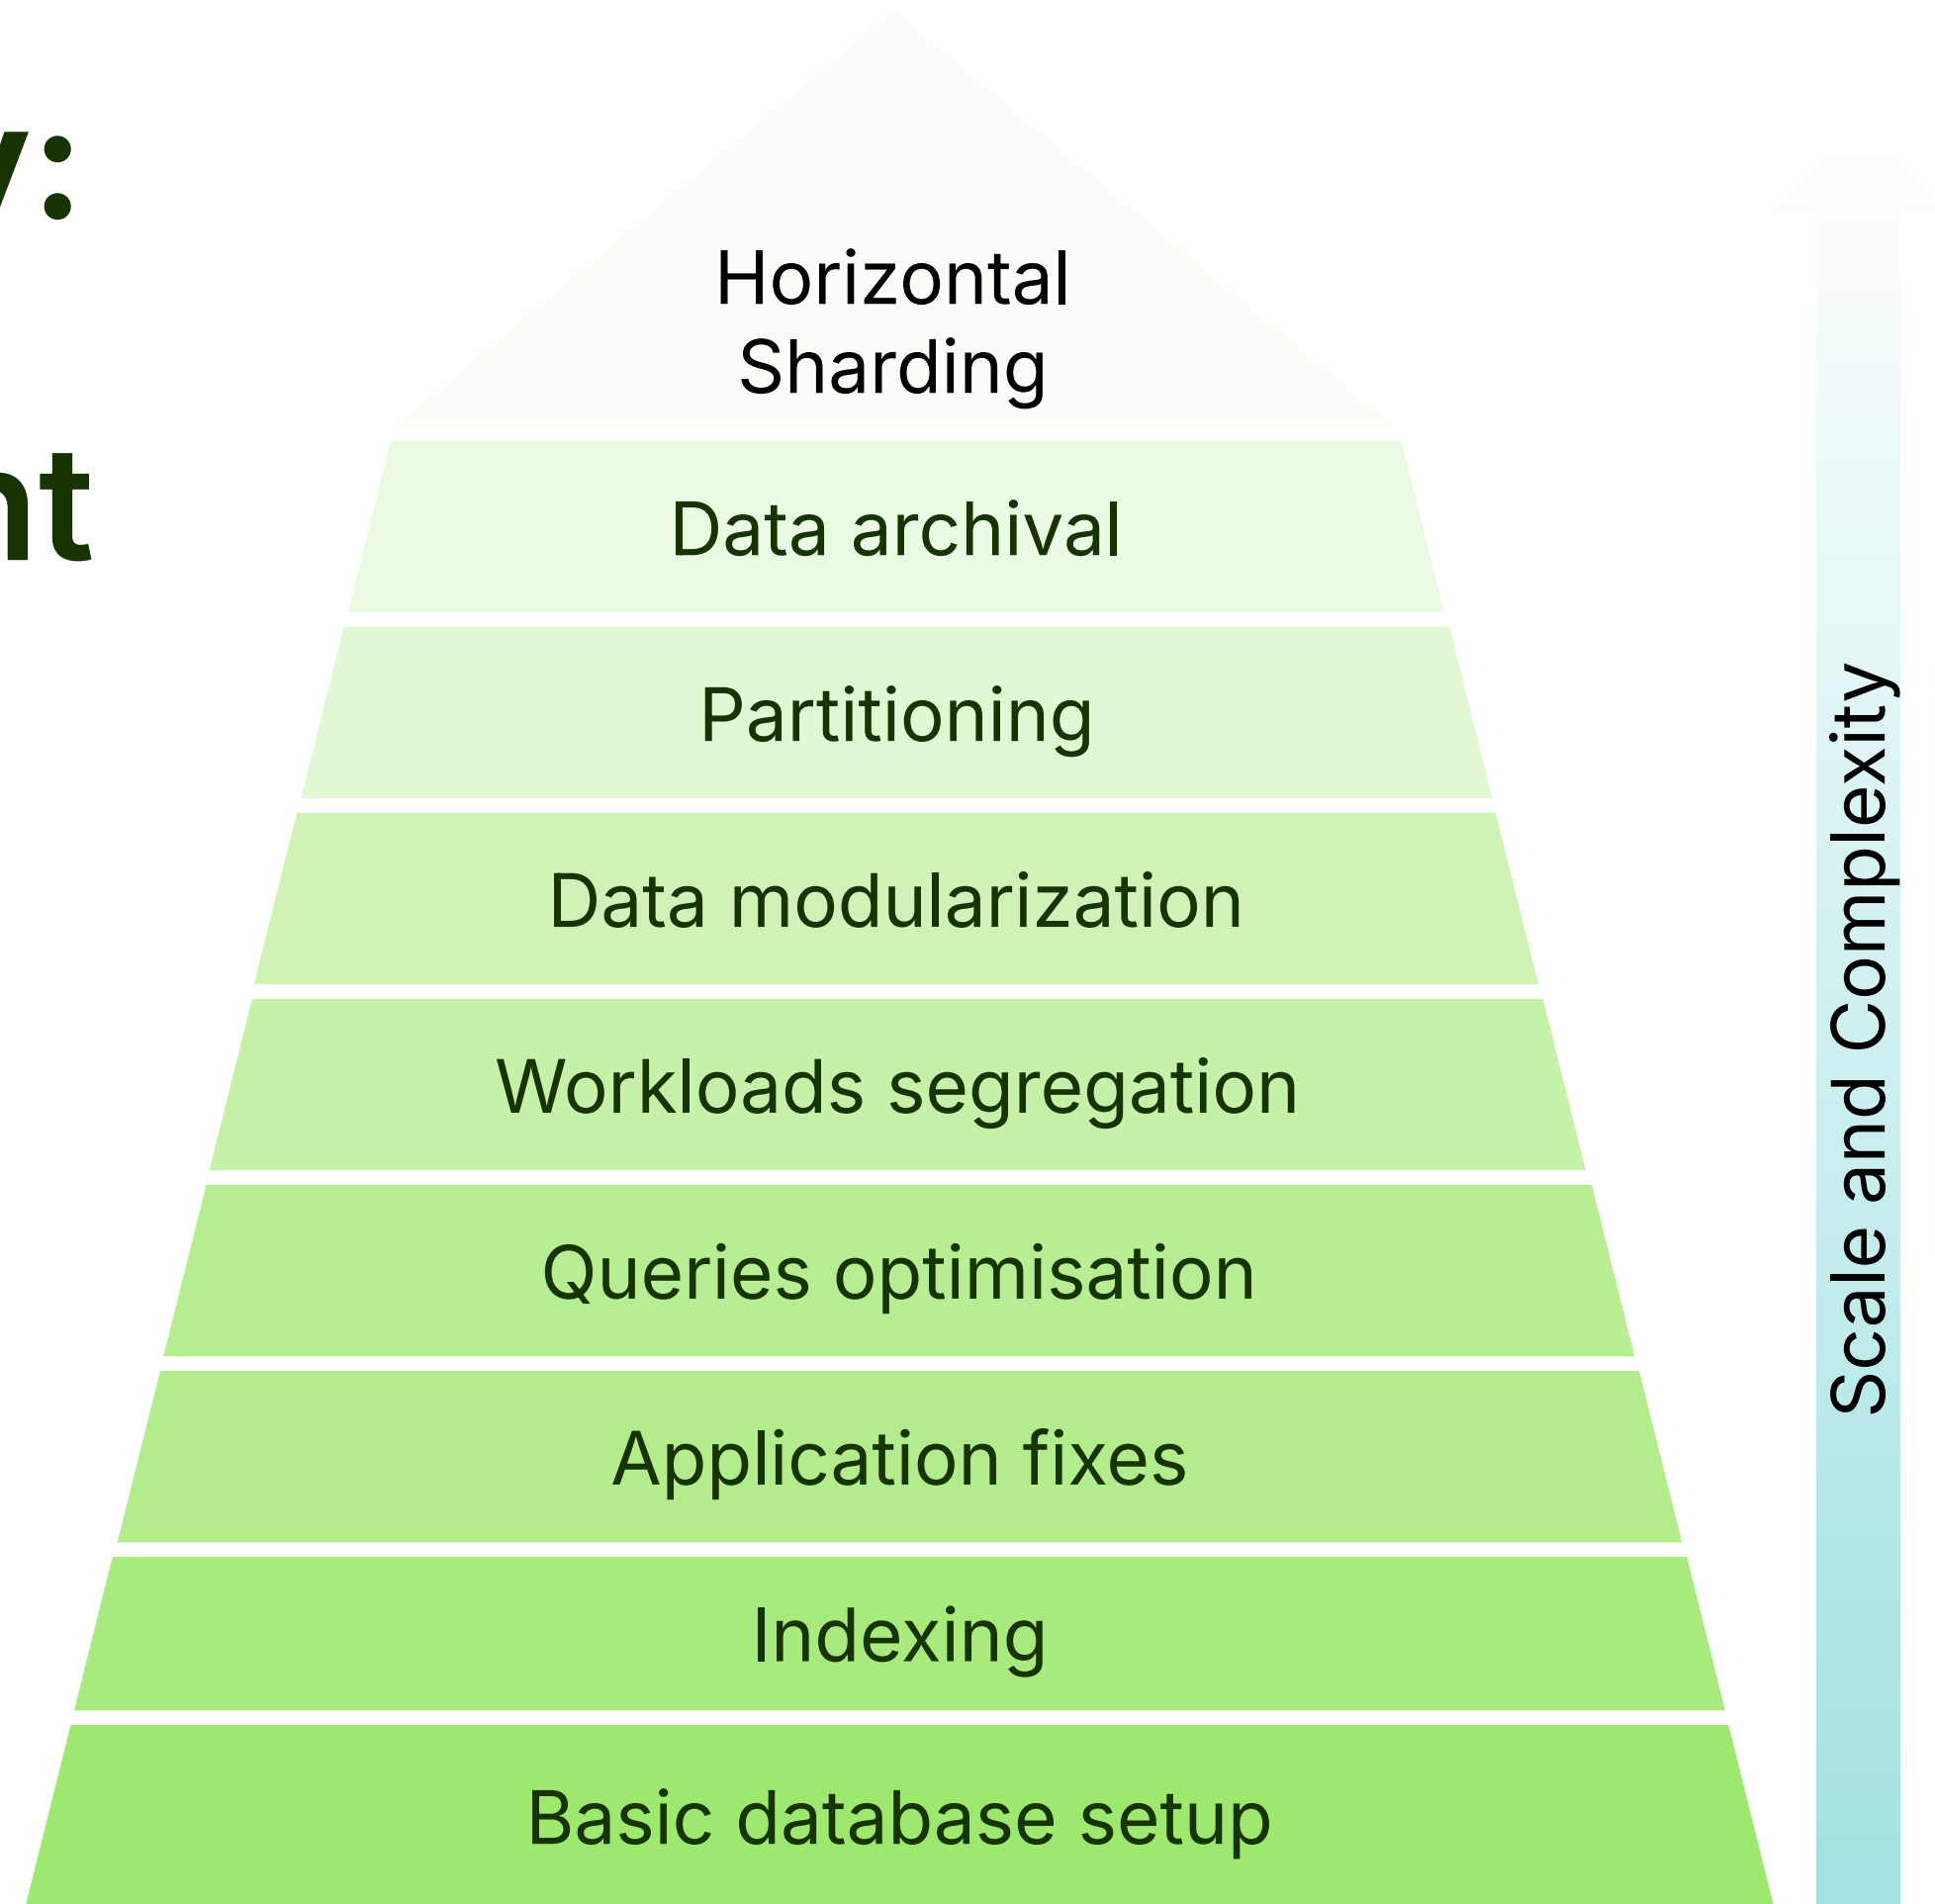 Horizontal
Sharding
Data archival
Partitioning
Data modularization
Workloads segregation
Queries optimisation
Application fixes
Indexing
Basic database setup
Scale and Complexity